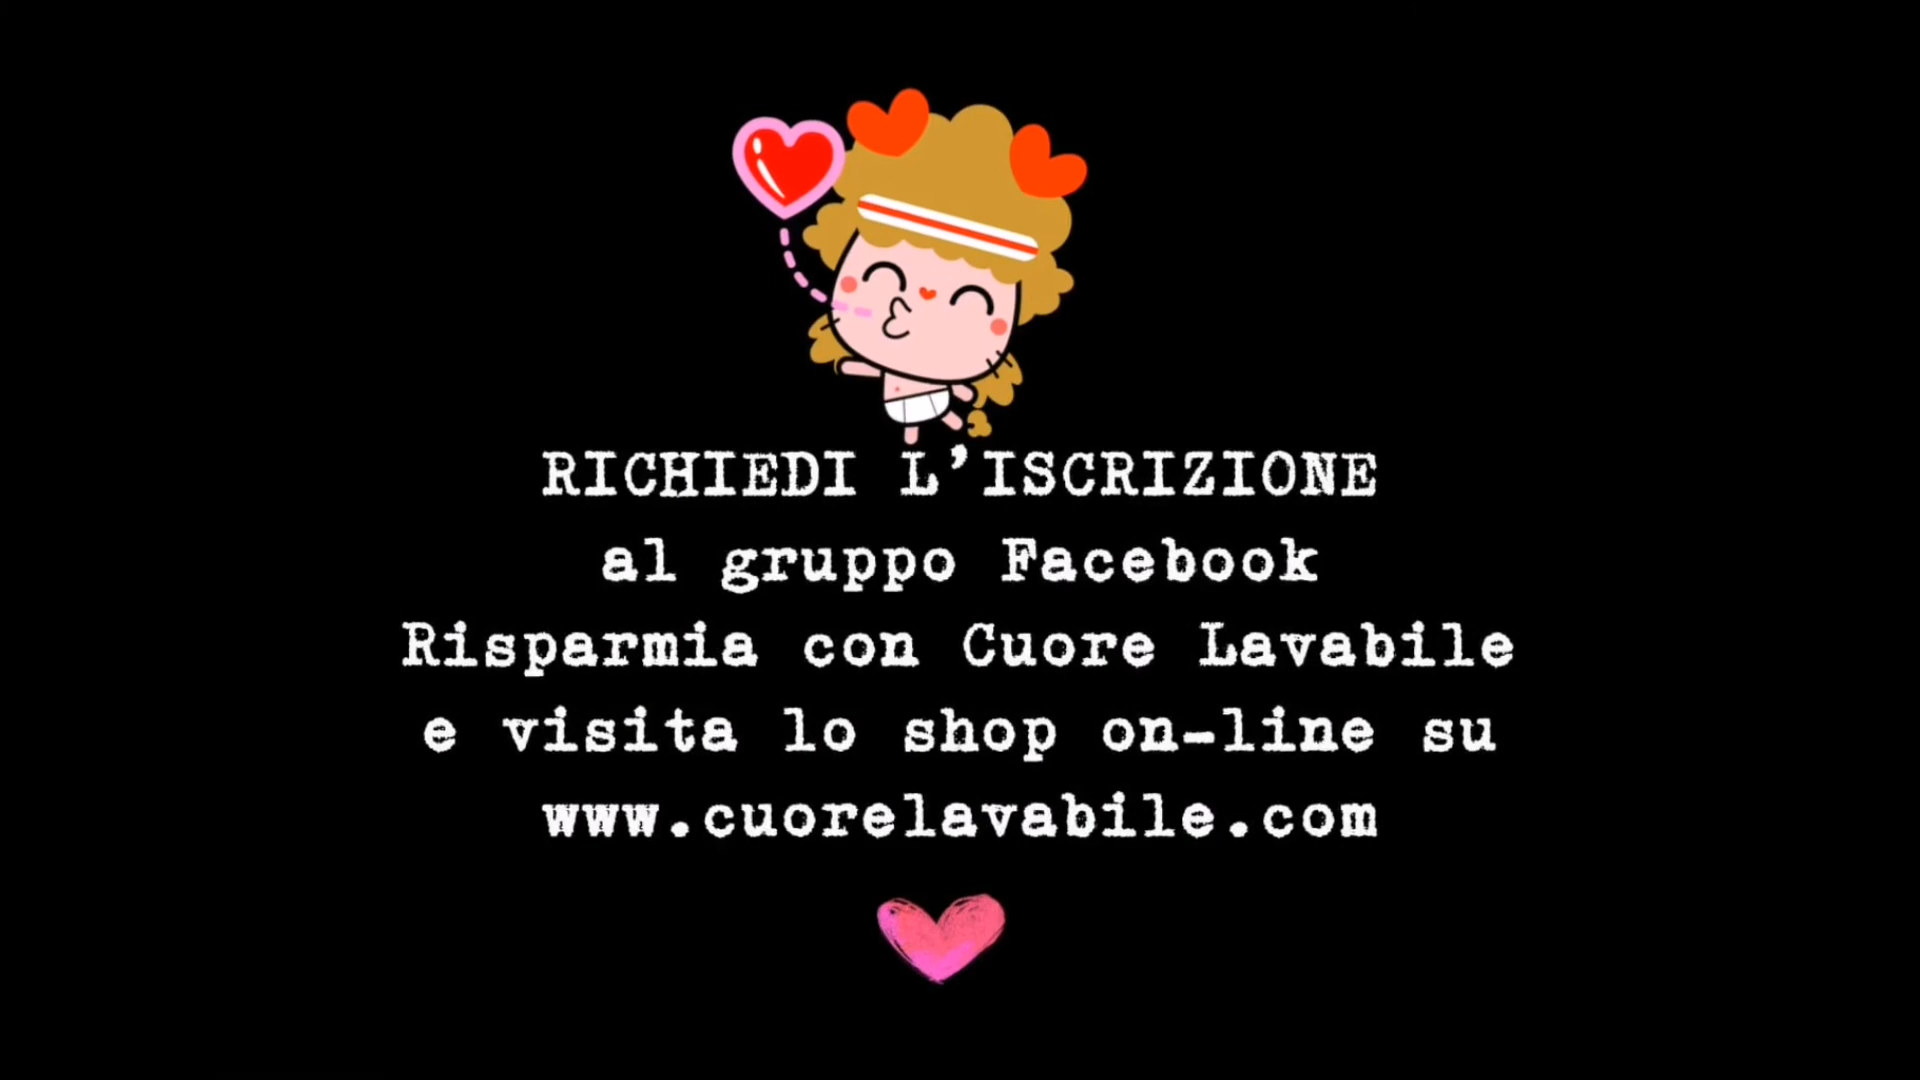 RICHIEDI L'ISCRIZIONE
al gruppo Facebook
Risparmia con Cuore Lavabile
e visita lo shop on-line su
www.cuorelavabile.com